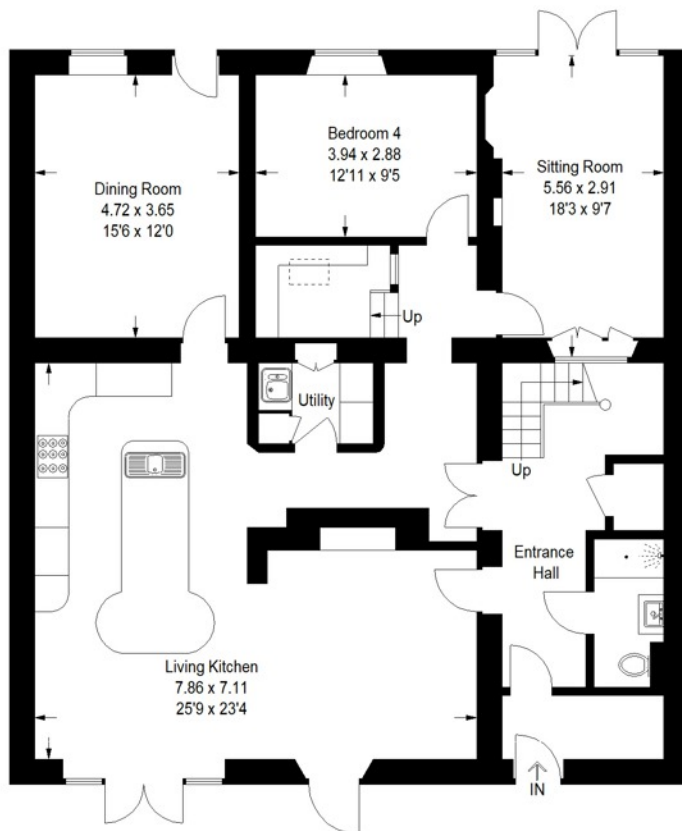 Dining Room
4.72 x 3.65
15'6 x 12'0
Bedroom 4
3.94 x 2.88
12'11 x 9'5
Sitting Room
5.56 x 2.91
18'3 x 9'7
Up
Utility
Up
Entrance
Hall
Living Kitchen
7.86 x 7.11
25'9 x 23'4
IN